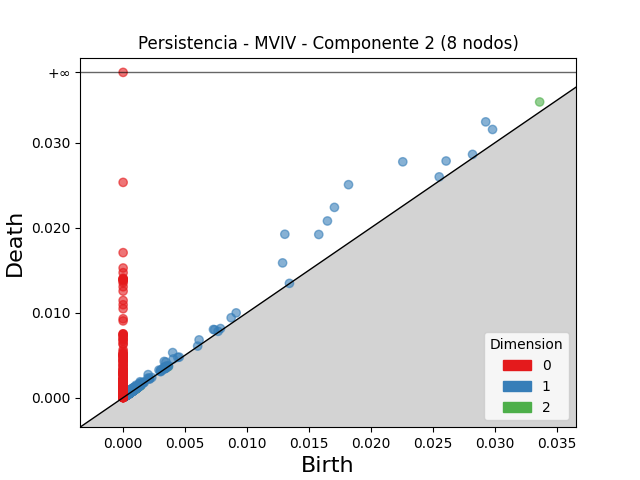 Persistencia - MVIV - Componente 2 (8 nodos)
+∞
0.030
0.020
0.010
0.000
Death
0.000 0.005 0.010 0.015 0.020 0.025 0.030 0.035
Birth
Dimension
0
1
2